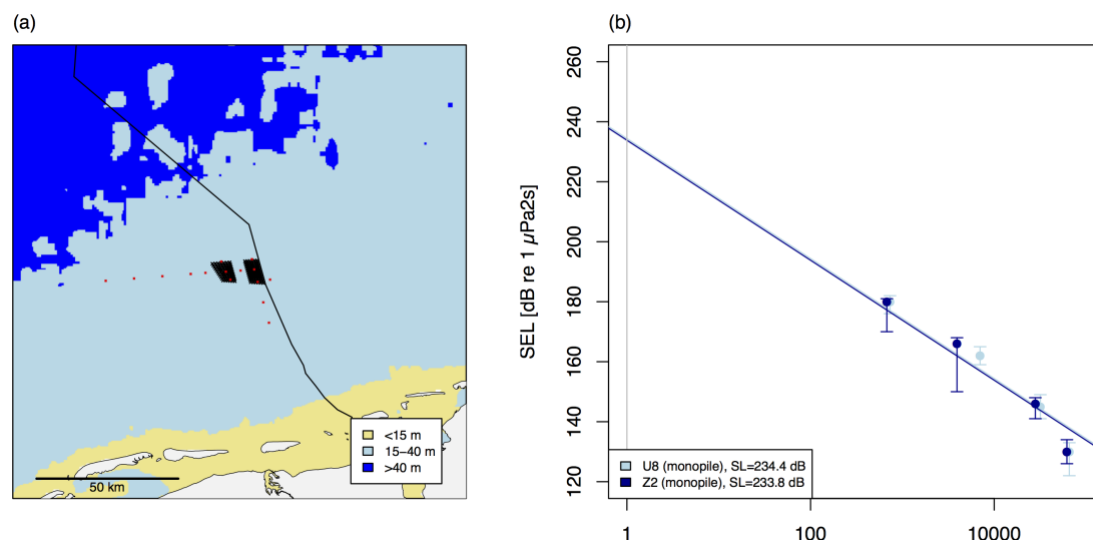 (a)
<15 m
15–40 m
>40 m
50 km
(b)
SEL [dB re 1 µPa2s]
260
240
220
200
180
160
140
120
U8 (monopile), SL=234.4 dB
Z2 (monopile), SL=233.8 dB
1
100
10000